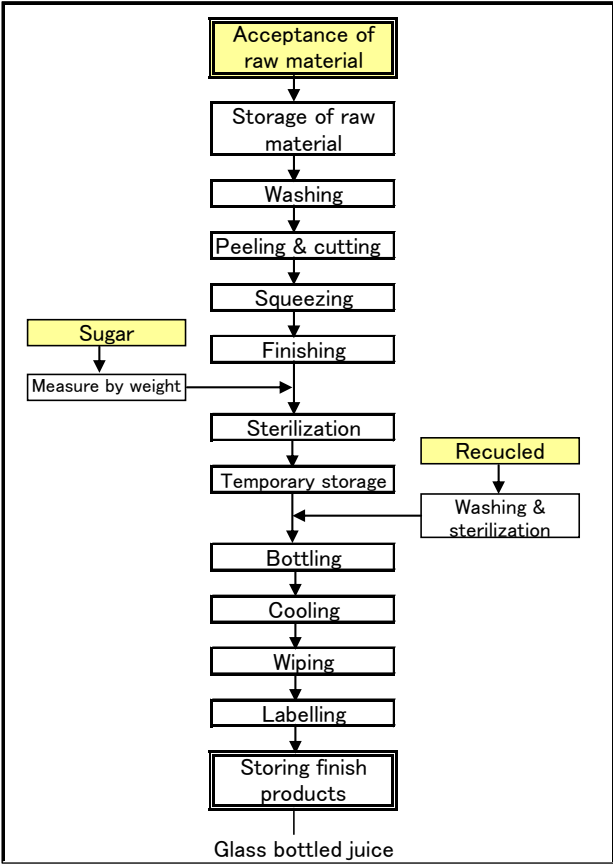 Acceptance of
raw material
Storage of raw
material
Washing
Peeling & cutting
Squeezing
Sugar
Finishing
Measure by weight
Sterilization
Recucled
Temporary storage
Washing &
sterilization
Bottling
Cooling
Wiping
Labelling
Storing finish
products
Glass bottled juice